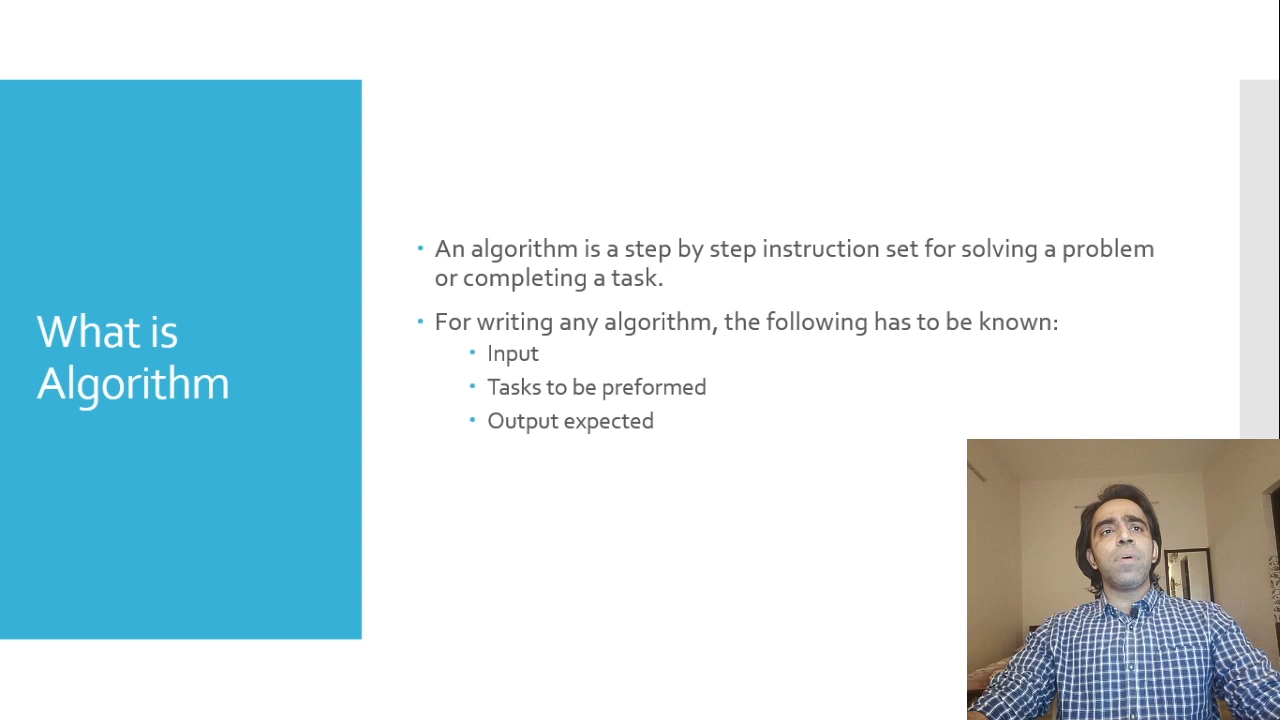 What is
Algorithm
• An algorithm is a step by step instruction set for solving a problem
or completing a task.
• For writing any algorithm, the following has to be known:
• Input
• Tasks to be preformed
• Output expected